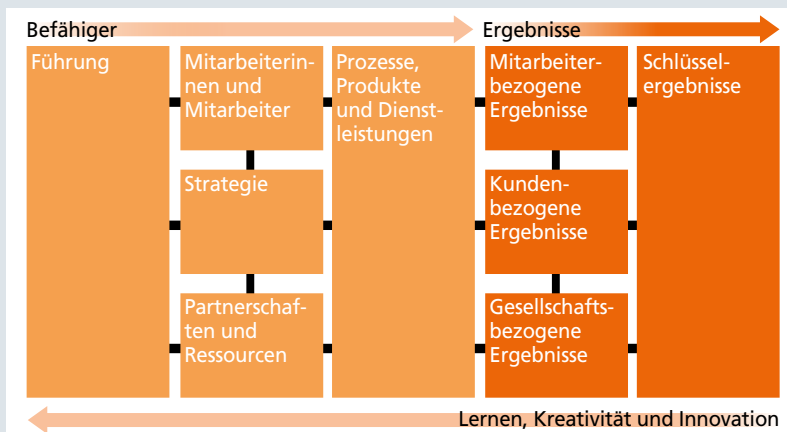 Befähiger
Ergebnisse
Führung
Mitarbeiterin-
nen und
Mitarbeiter
Strategie
Partnerschaf-
ten und
Ressourcen
Prozesse,
Produkte
und Dienst-
leistungen
Mitarbeiter-
bezogene
Ergebnisse
Kunden-
bezogene
Ergebnisse
Gesellschafts-
bezogene
Ergebnisse
Schlüssel-
ergebnisse
Lernen, Kreativität und Innovation